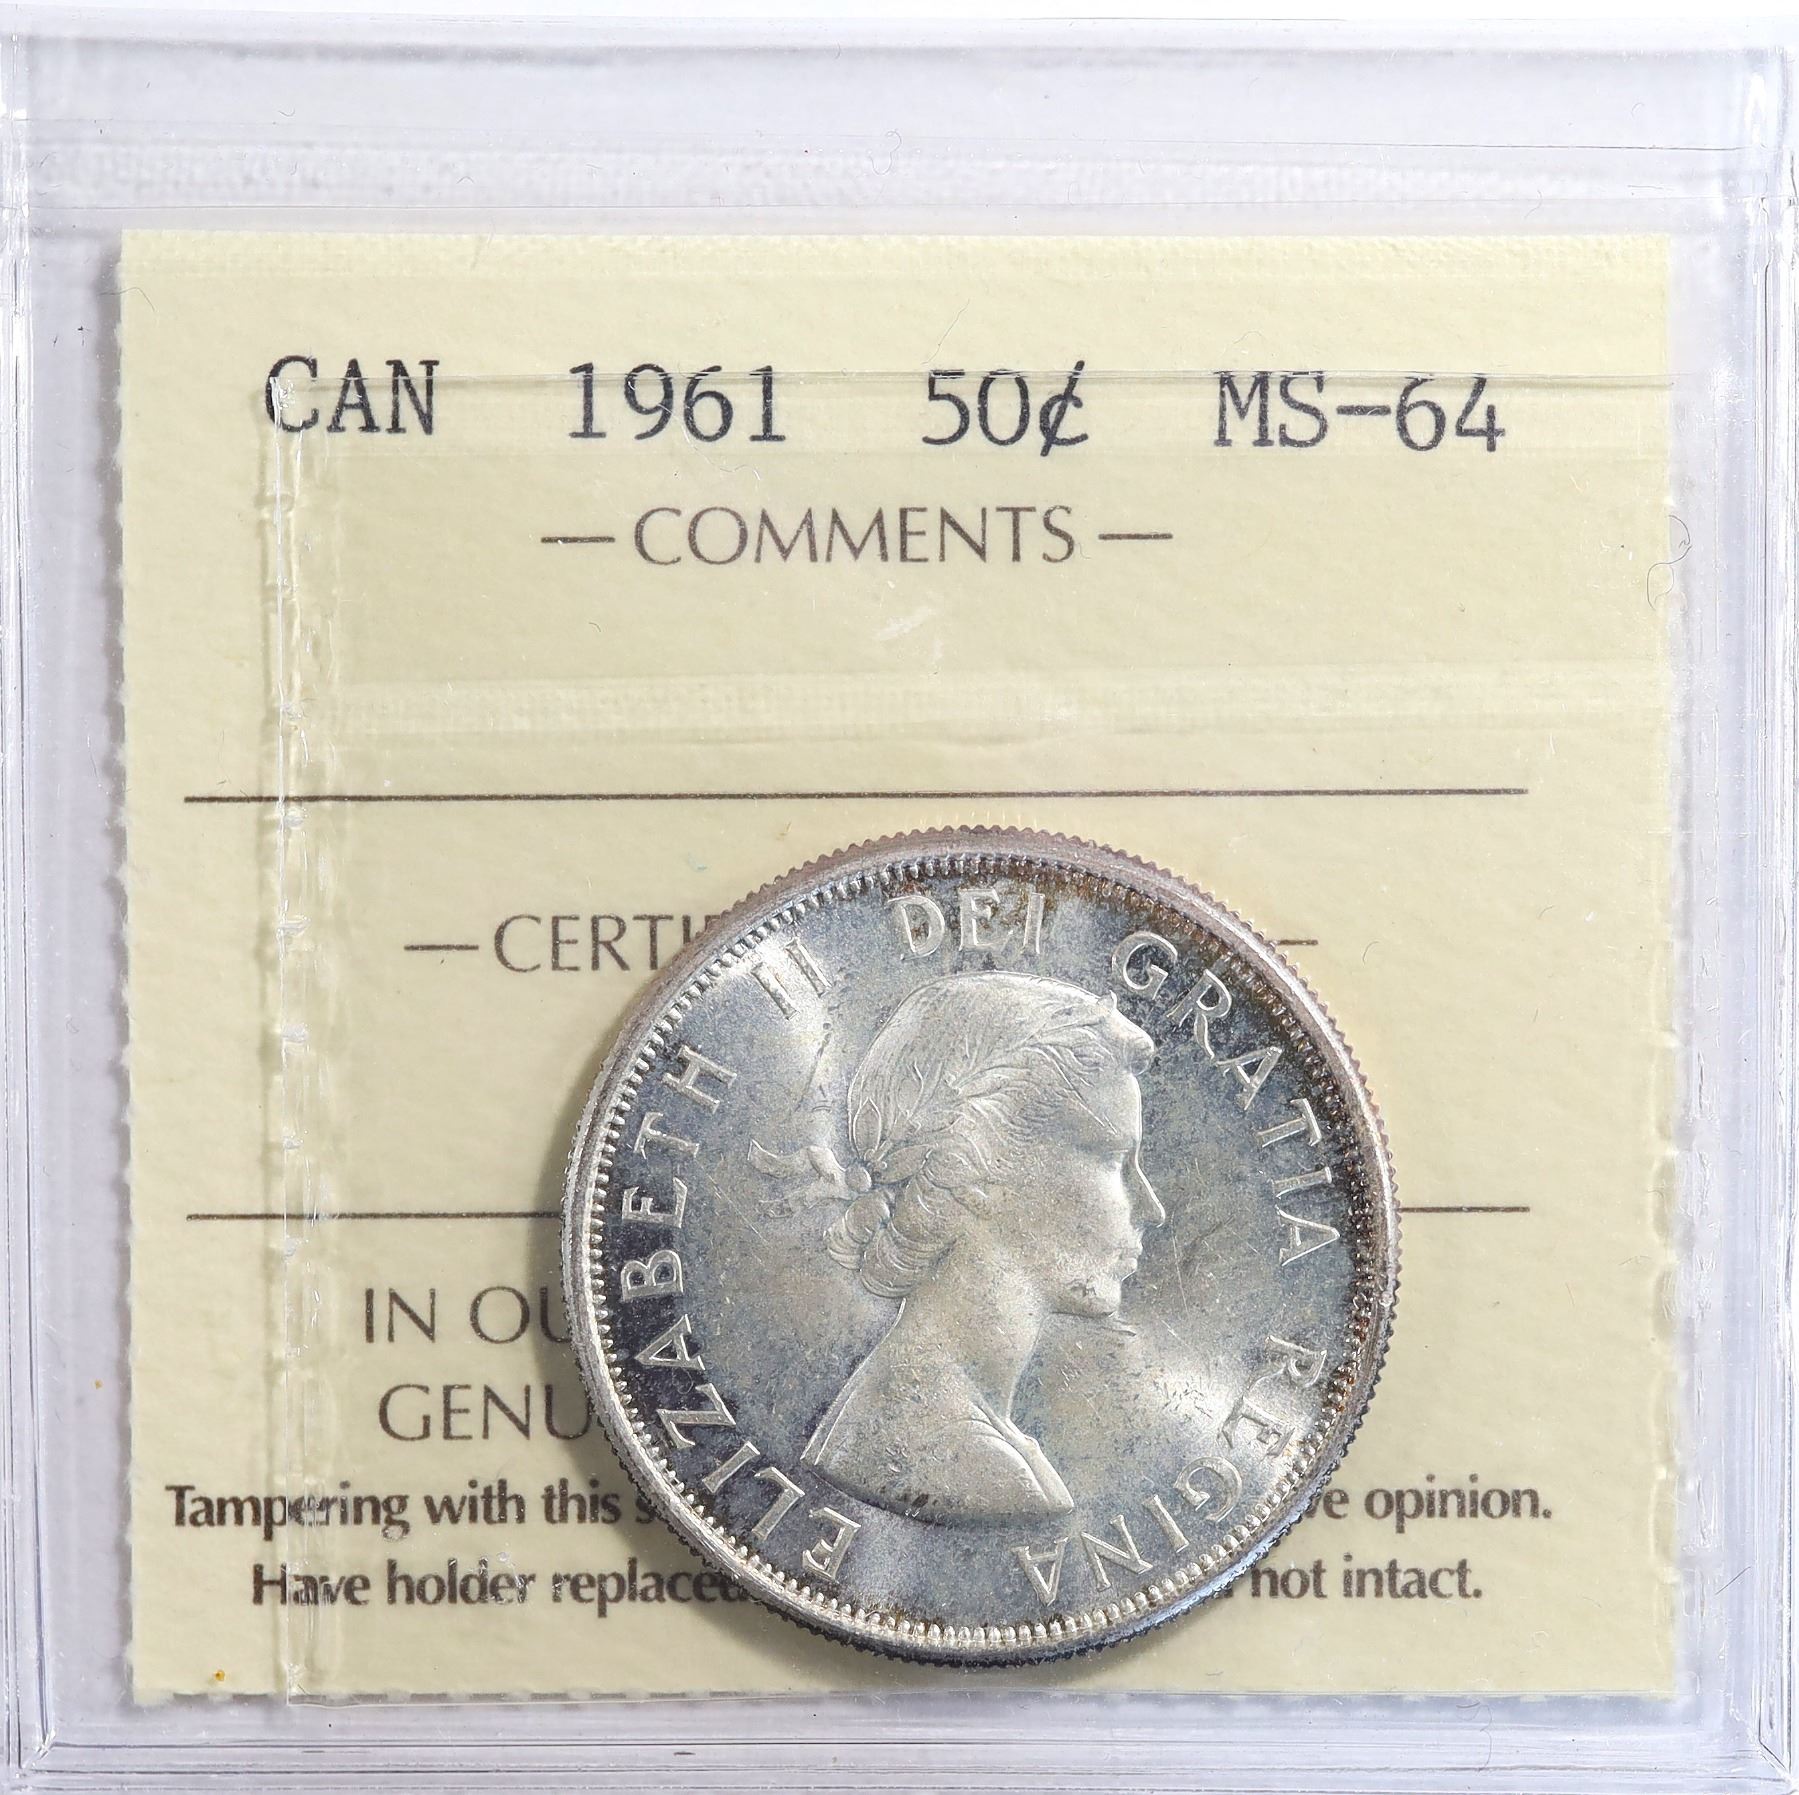 CAN 1961 50¢ MS-64
— COMMENTS —
— CERTI
IN OU
GENU
Tampering with this s
ve opinion.
Have holder replaced
not intact.
ELIZABETH II DEI GRATIA REGINA